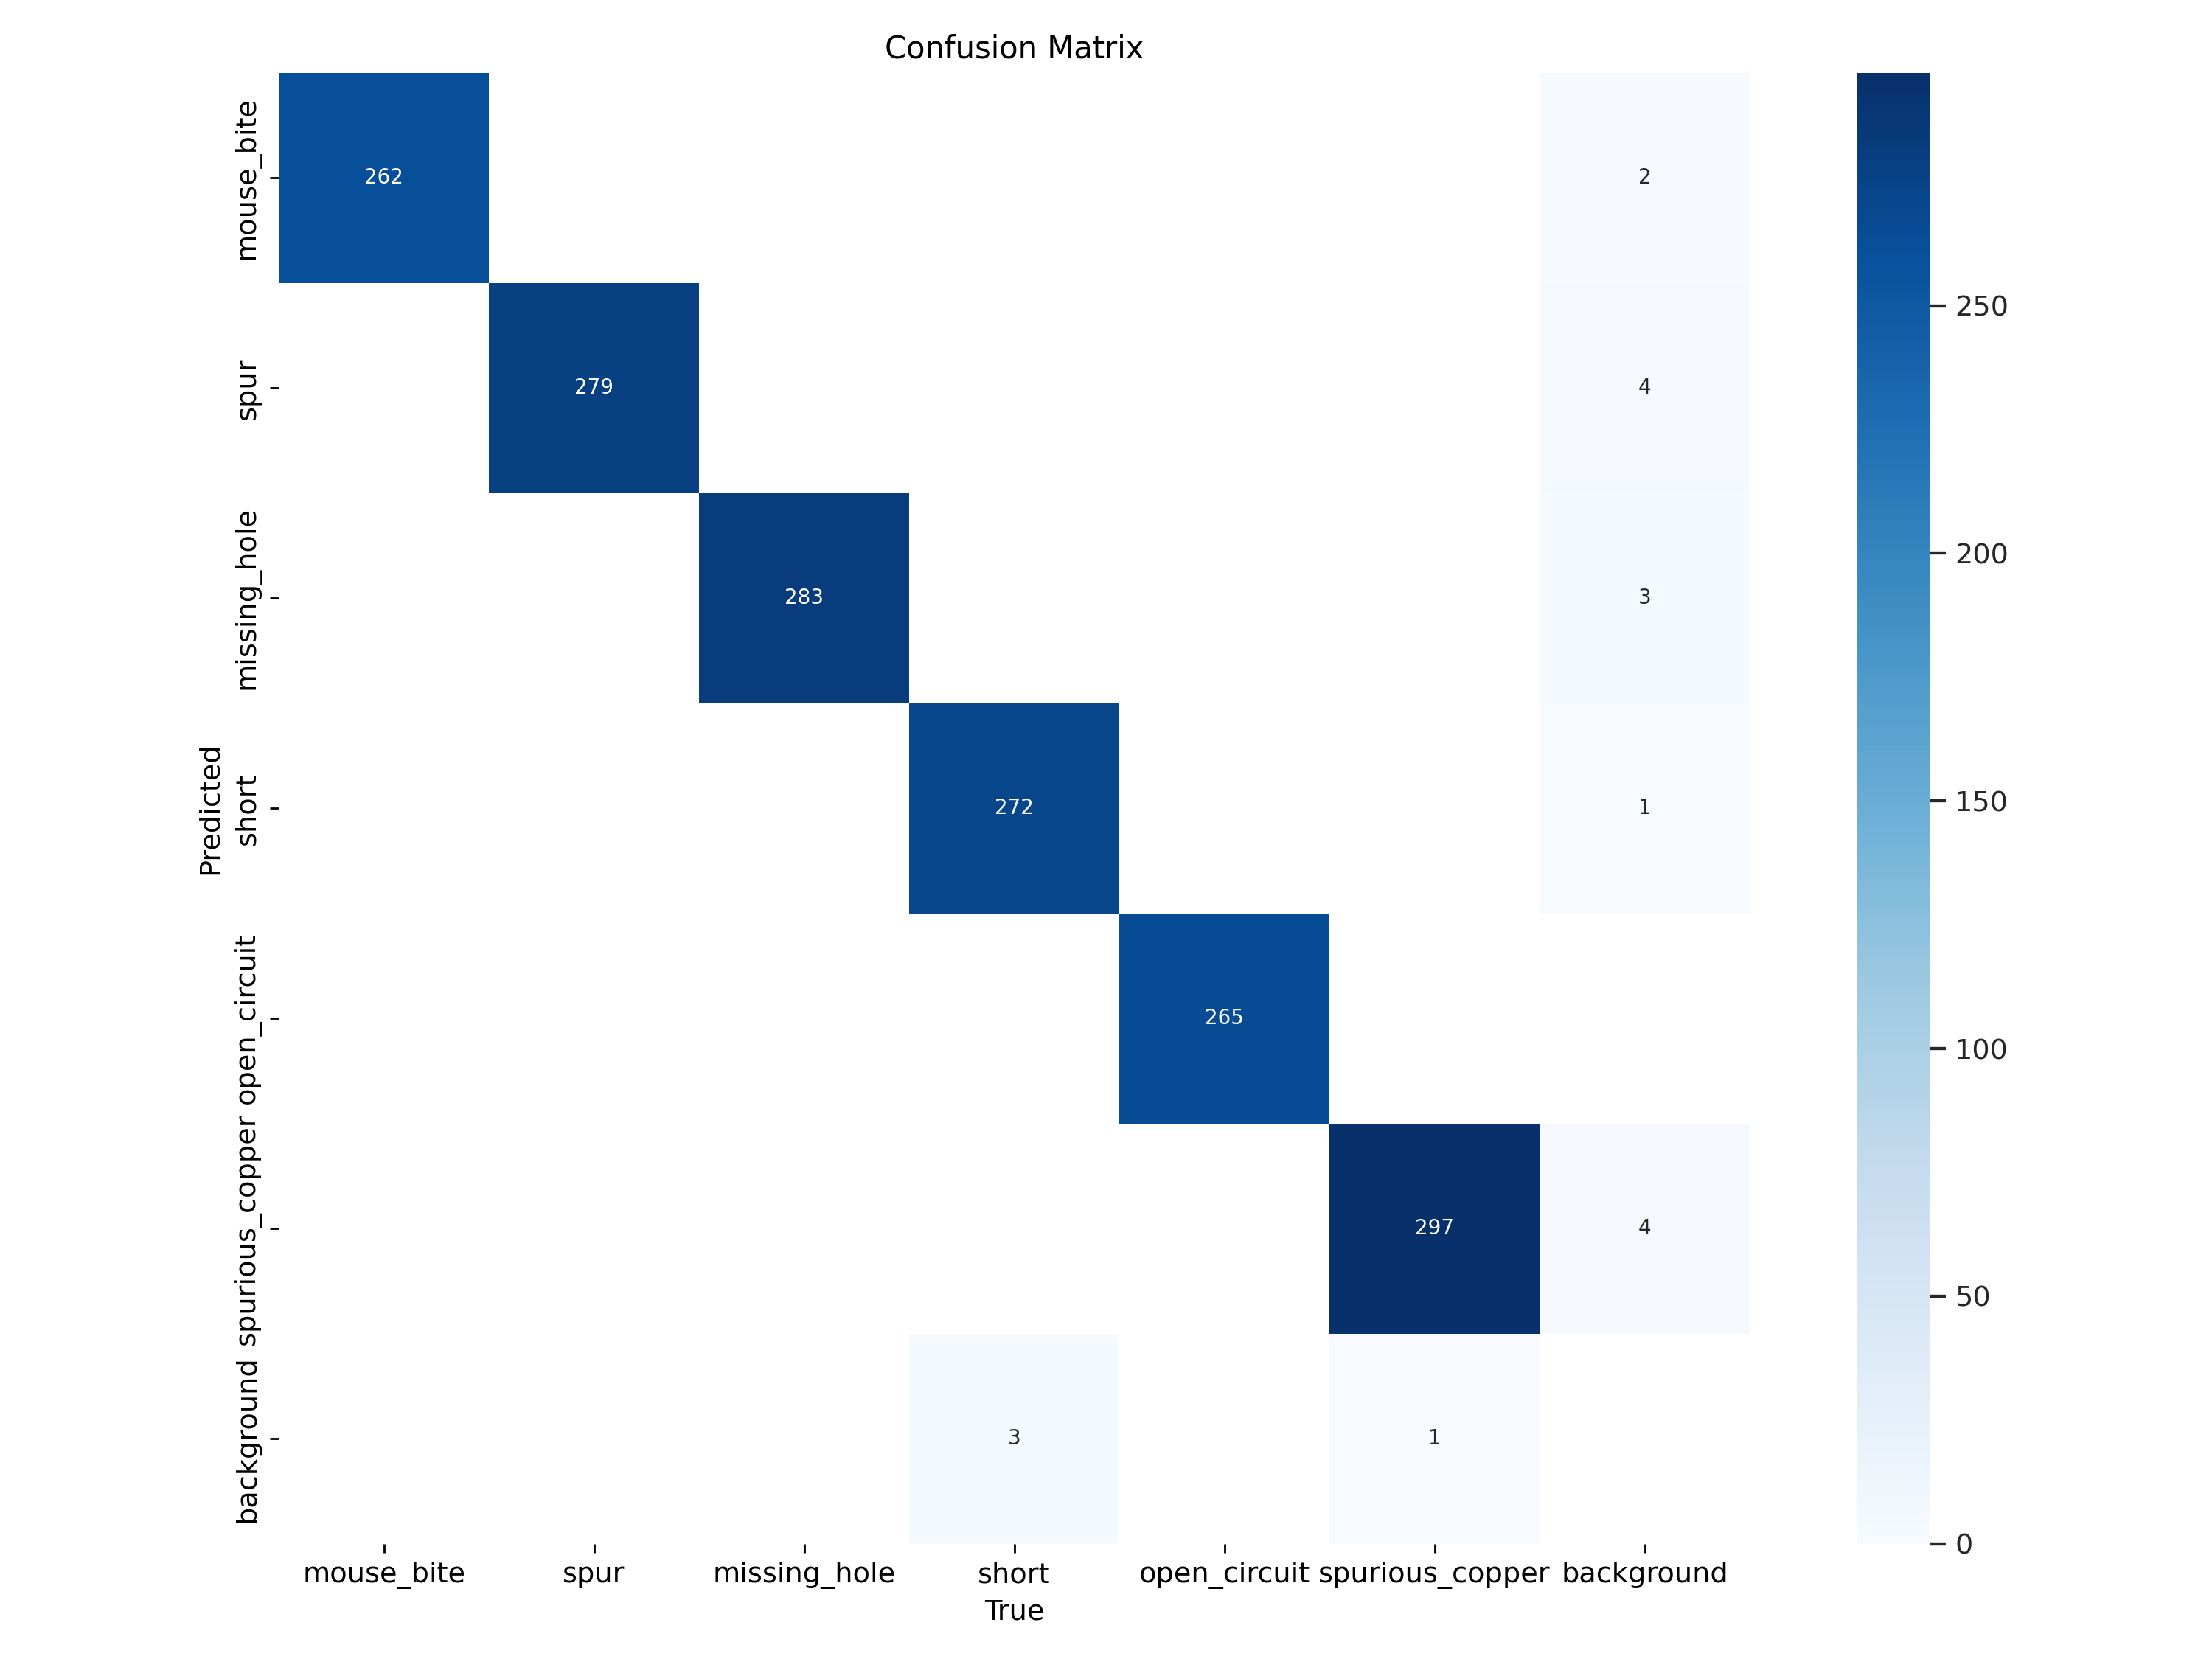 Confusion Matrix
mouse_bite
262
2
250
spur
279
4
200
missing_hole
283
3
Predicted
short
272
1
150
open_circuit
265
100
spurious_copper
297
4
50
background
3
1
0
mouse_bite spur missing_hole short open_circuit spurious_copper background
True